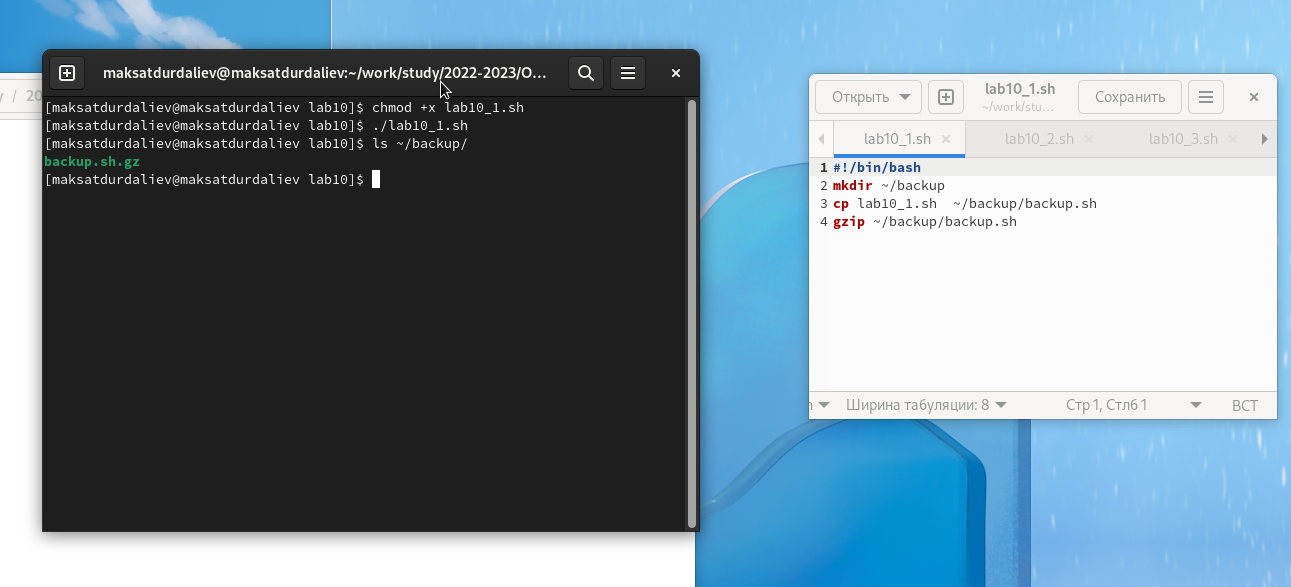 / 20
maksatdurdaliev@maksatdurdaliev:~/work/study/2022-2023/O...
[maksatdurdaliev@maksatdurdaliev lab10]$ chmod +x lab10_1.sh
[maksatdurdaliev@maksatdurdaliev lab10]$ ./lab10_1.sh
[maksatdurdaliev@maksatdurdaliev lab10]$ ls ~/backup/
backup.sh.gz
[maksatdurdaliev@maksatdurdaliev lab10]$
Открыть
lab10_1.sh
~/work/stu...
Сохранить
lab10_1.sh
lab10_2.sh
lab10_3.sh
1 #!/bin/bash
2 mkdir ~/backup
3 cp lab10_1.sh  ~/backup/backup.sh
4 gzip ~/backup/backup.sh
Ширина табуляции: 8
Стр 1, Стлб 1
ВСТ